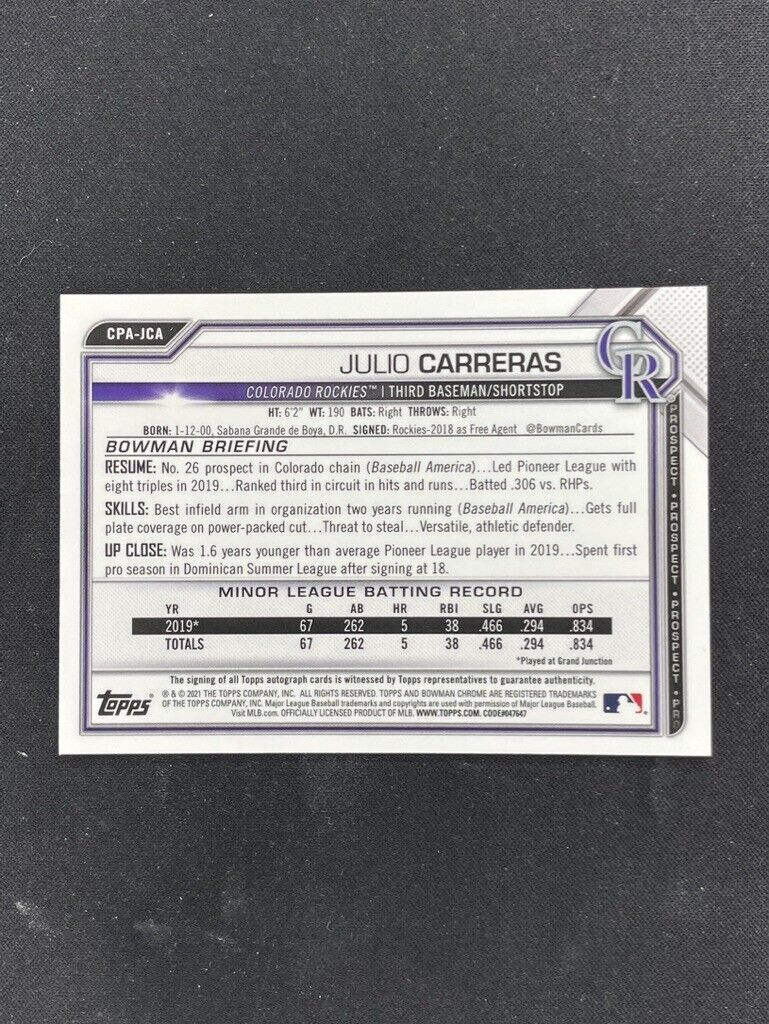 CPA-JCA
JULIO CARRERAS
CR®
COLORADO ROCKIES™ | THIRD BASEMAN/SHORTSTOP
HT: 6'2" WT: 190 BATS: Right THROWS: Right
BORN: 1-12-00, Sabana Grande de Boya, D.R. SIGNED: Rockies-2018 as Free Agent @BowmanCards
BOWMAN BRIEFING
RESUME: No. 26 prospect in Colorado chain (Baseball America)...Led Pioneer League with
eight triples in 2019...Ranked third in circuit in hits and runs...Batted .306 vs. RHPs.
SKILLS: Best infield arm in organization two years running (Baseball America)...Gets full
plate coverage on power-packed cut...Threat to steal...Versatile, athletic defender.
UP CLOSE: Was 1.6 years younger than average Pioneer League player in 2019...Spent first
pro season in Dominican Summer League after signing at 18.
MINOR LEAGUE BATTING RECORD
YR G AB HR RBI SLG AVG OPS
2019* 67 262 5 38 .466 .294 .834
TOTALS 67 262 5 38 .466 .294 .834
*Played at Grand Junction
The signing of all Topps autograph cards is witnessed by Topps representatives to guarantee authenticity.
Topps
® & © 2021 THE TOPPS COMPANY, INC. ALL RIGHTS RESERVED. TOPPS AND BOWMAN CHROME ARE REGISTERED TRADEMARKS
OF THE TOPPS COMPANY, INC. Major League Baseball trademarks and copyrights are used with permission of Major League Baseball.
Visit MLB.com. OFFICIALLY LICENSED PRODUCT OF MLB. WWW.TOPPS.COM. CODE#047647
PROSPECT • PROSPECT • PROSPECT • PRO